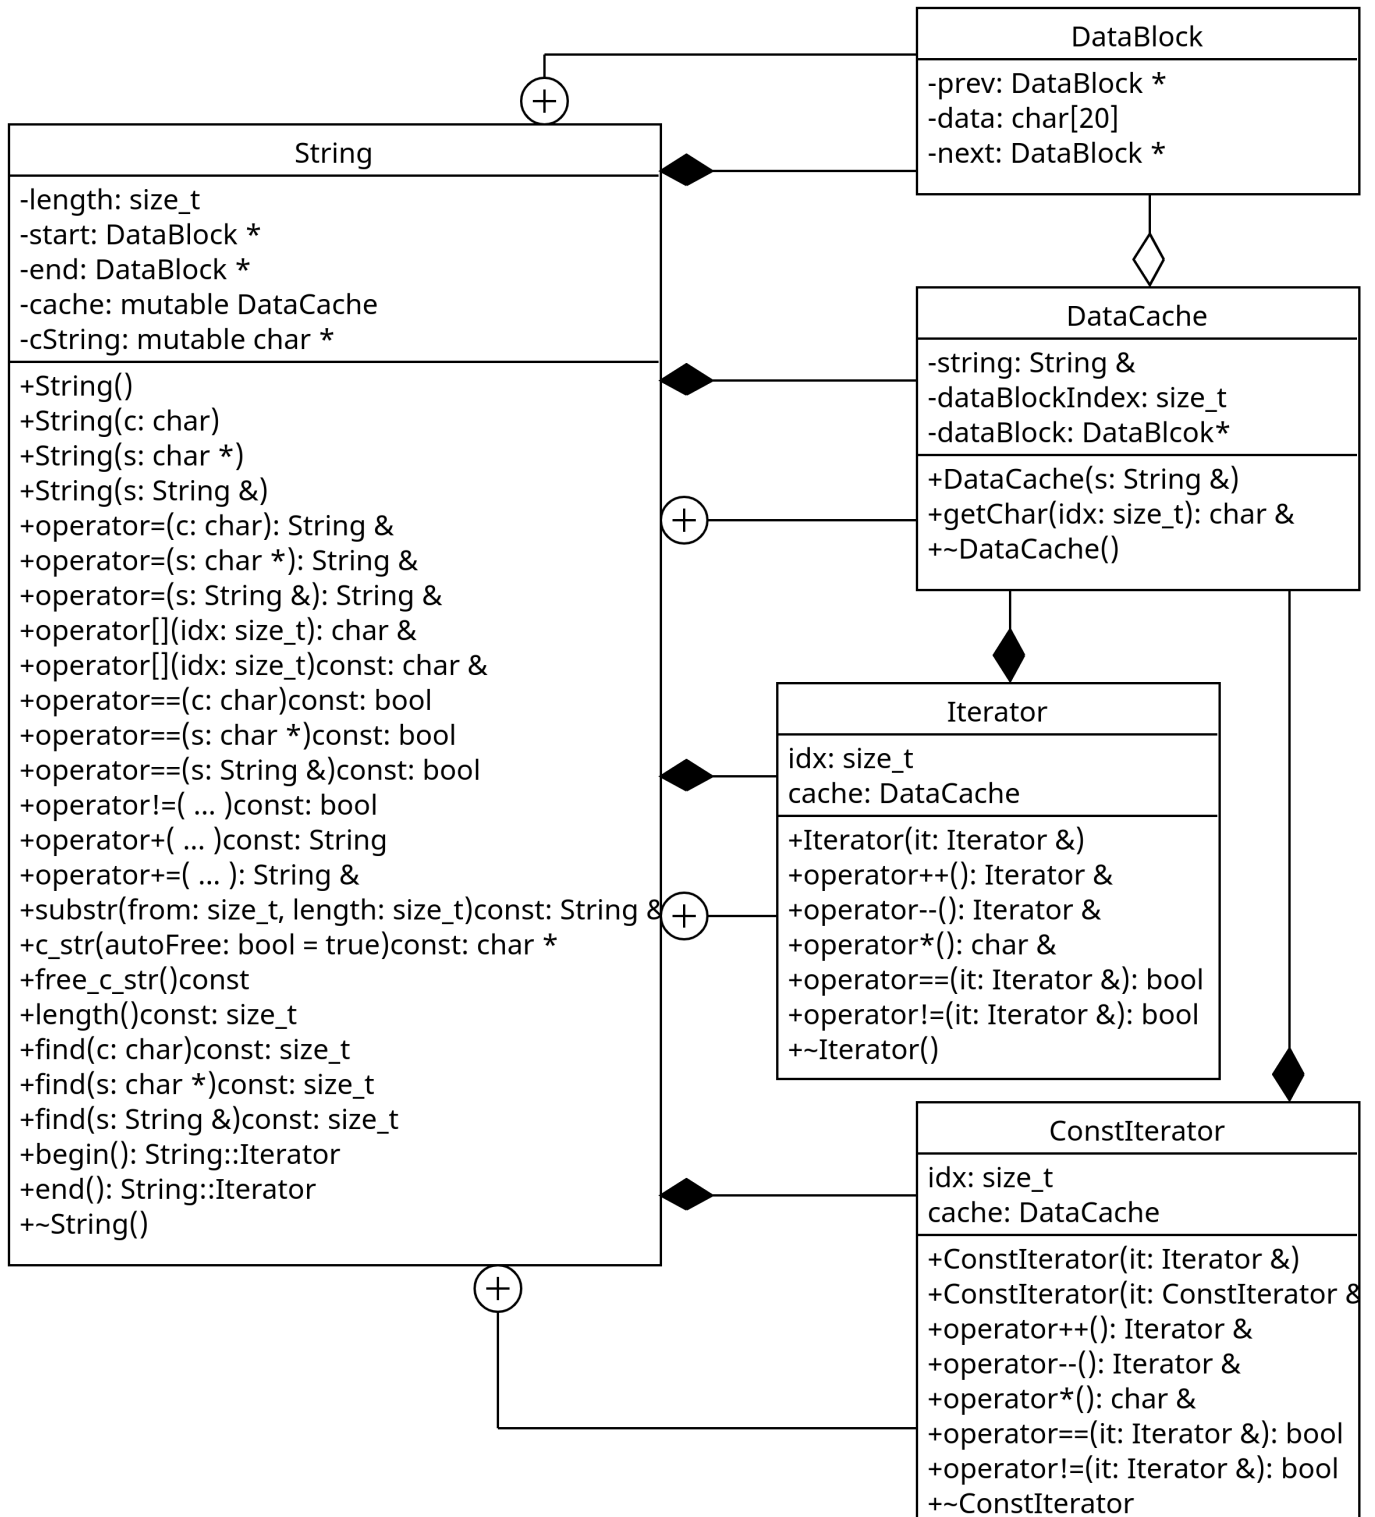 DataBlock
-prev: DataBlock *
-data: char[20]
-next: DataBlock *
String
-length: size_t
-start: DataBlock *
-end: DataBlock *
-cache: mutable DataCache
-cString: mutable char *
+String()
+String(c: char)
+String(s: char *)
+String(s: String &)
+operator=(c: char): String &
+operator=(s: char *): String &
+operator=(s: String &): String &
+operator[](idx: size_t): char &
+operator[](idx: size_t)const: char &
+operator==(c: char)const: bool
+operator==(s: char *)const: bool
+operator==(s: String &)const: bool
+operator!=( ... )const: bool
+operator+( ... )const: String
+operator+=( ... ): String &
+substr(from: size_t, length: size_t)const: String &
+c_str(autoFree: bool = true)const: char *
+free_c_str()const
+length()const: size_t
+find(c: char)const: size_t
+find(s: char *)const: size_t
+find(s: String &)const: size_t
+begin(): String::Iterator
+end(): String::Iterator
+~String()
DataCache
-string: String &
-dataBlockIndex: size_t
-dataBlock: DataBlcok*
+DataCache(s: String &)
+getChar(idx: size_t): char &
+~DataCache()
Iterator
idx: size_t
cache: DataCache
+Iterator(it: Iterator &)
+operator++(): Iterator &
+operator--(): Iterator &
+operator*(): char &
+operator==(it: Iterator &): bool
+operator!=(it: Iterator &): bool
+~Iterator()
ConstIterator
idx: size_t
cache: DataCache
+ConstIterator(it: Iterator &)
+ConstIterator(it: ConstIterator &
+operator++(): Iterator &
+operator--(): Iterator &
+operator*(): char &
+operator==(it: Iterator &): bool
+operator!=(it: Iterator &): bool
+~ConstIterator